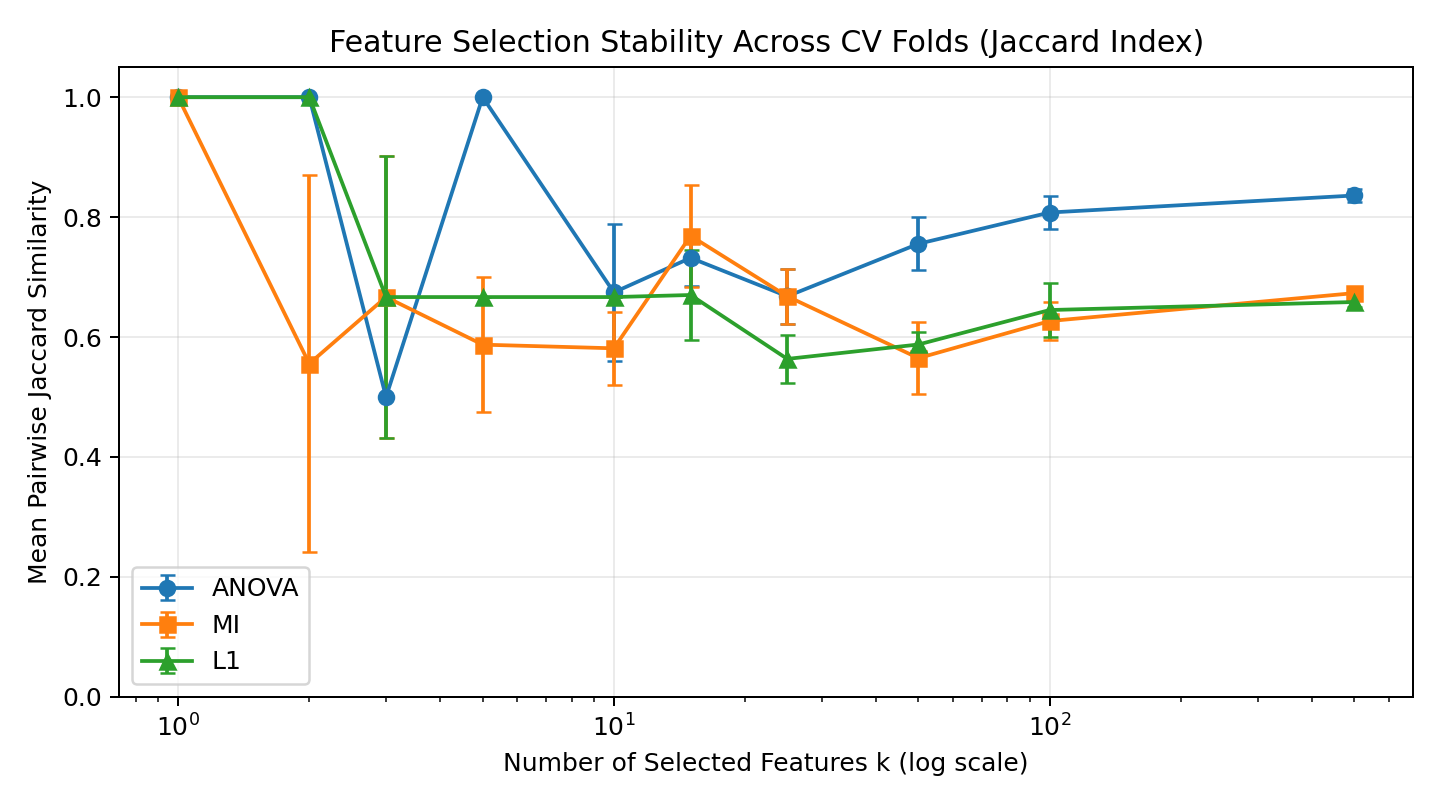 Feature Selection Stability Across CV Folds (Jaccard Index)
Mean Pairwise Jaccard Similarity
1.0
0.8
0.6
0.4
0.2
0.0
ANOVA
MI
L1
10⁰
10¹
10²
Number of Selected Features k (log scale)